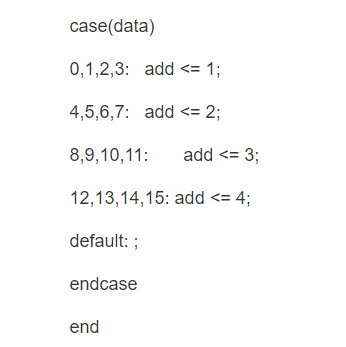 case(data)
0,1,2,3: add <= 1;
4,5,6,7: add <= 2;
8,9,10,11: add <= 3;
12,13,14,15: add <= 4;
default: ;
endcase
end